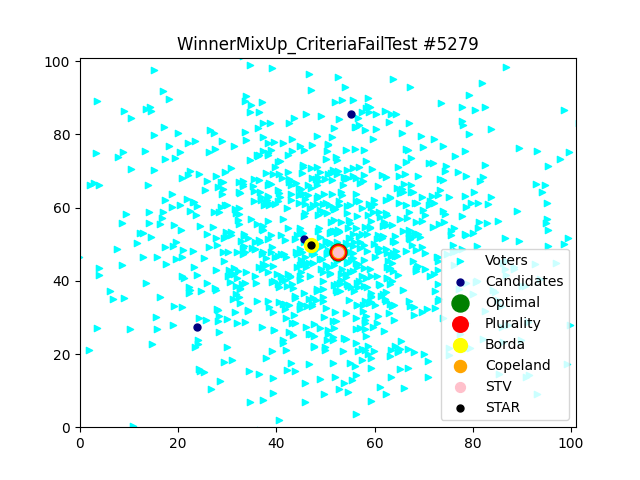 WinnerMixUp_CriteriaFailTest #5279
100
80
60
40
20
0
0 20 40 60 80 100
Voters
Candidates
Optimal
Plurality
Borda
Copeland
STV
STAR